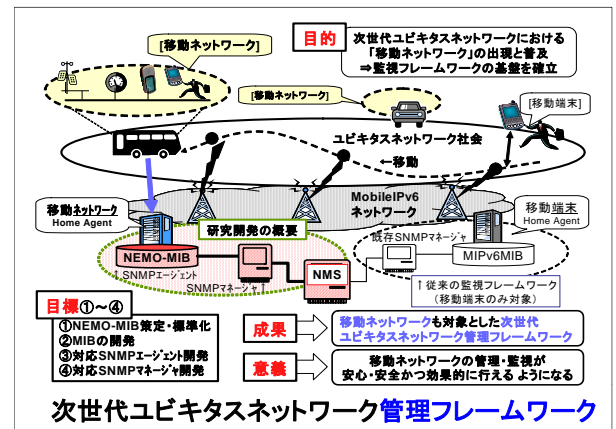 [移動ネットワーク]
目的
次世代ユビキタスネットワークにおける
「移動ネットワーク」の出現と普及
⇒監視フレームワークの基盤を確立
[移動ネットワーク]
[移動端末]
ユビキタスネットワーク社会
←移動
MobileIPv6
ネットワーク
移動ネットワーク
Home Agent
移動端末
Home Agent
研究開発の概要
既存SNMPマネージャ
NEMO-MIB
MIPv6MIB
↑SNMPエージェント
NMS
SNMPマネージャ↑
↑従来の監視フレームワーク
(移動端末のみ対象)
目標①～④
①NEMO-MIB策定・標準化
②MIBの開発
③対応SNMPエージェント開発
④対応SNMPマネージャ開発
成果
移動ネットワークも対象とした次世代
ユビキタスネットワーク管理フレームワーク
意義
移動ネットワークの管理・監視が
安心・安全かつ効果的に行えるようになる
次世代ユビキタスネットワーク管理フレームワーク